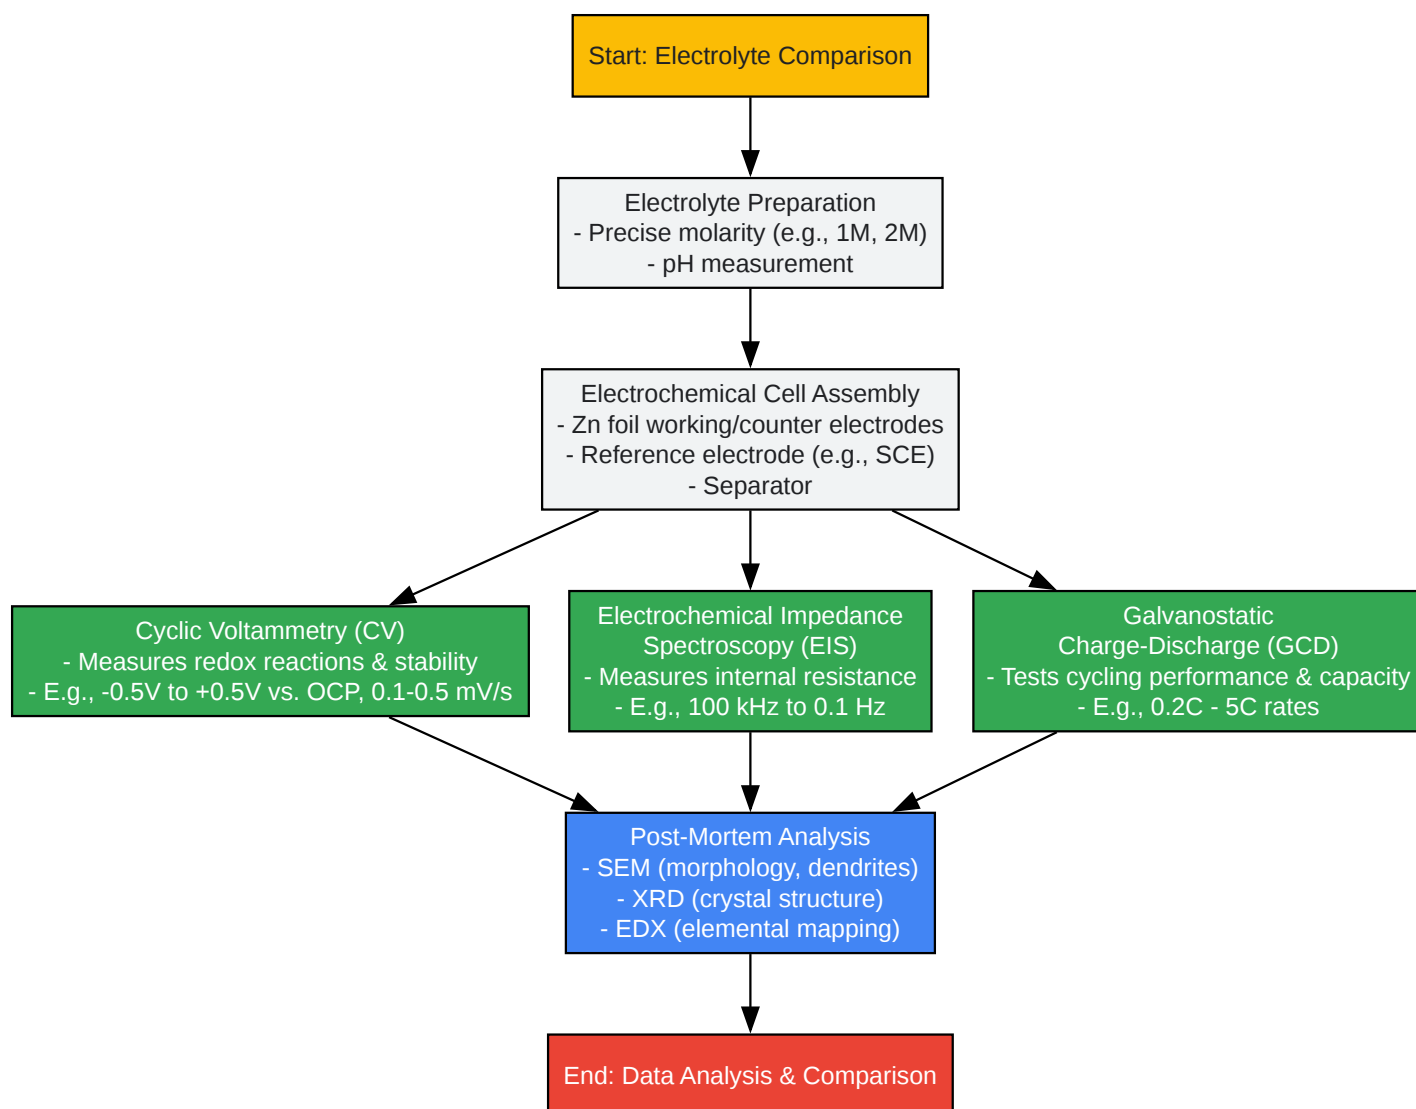 Start: Electrolyte Comparison
Electrolyte Preparation
- Precise molarity (e.g., 1M, 2M)
- pH measurement
Electrochemical Cell Assembly
- Zn foil working/counter electrodes
- Reference electrode (e.g., SCE)
- Separator
Cyclic Voltammetry (CV)
- Measures redox reactions & stability
- E.g., -0.5V to +0.5V vs. OCP, 0.1-0.5 mV/s
Electrochemical Impedance
Spectroscopy (EIS)
- Measures internal resistance
- E.g., 100 kHz to 0.1 Hz
Galvanostatic
Charge-Discharge (GCD)
- Tests cycling performance & capacity
- E.g., 0.2C - 5C rates
Post-Mortem Analysis
- SEM (morphology, dendrites)
- XRD (crystal structure)
- EDX (elemental mapping)
End: Data Analysis & Comparison